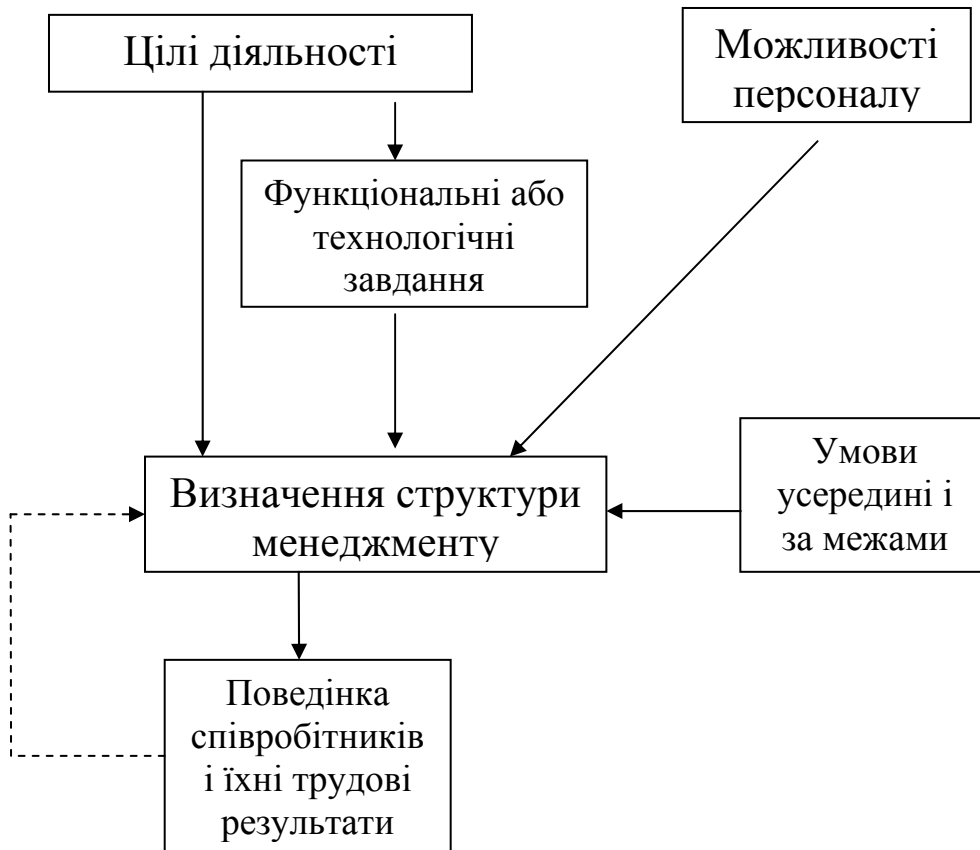 Цілі діяльності
Можливості
персоналу
Функціональні або
технологічні
завдання
Умови
усередині і
за межами
Визначення структури
менеджменту
Поведінка
співробітників
і їхні трудові
результати